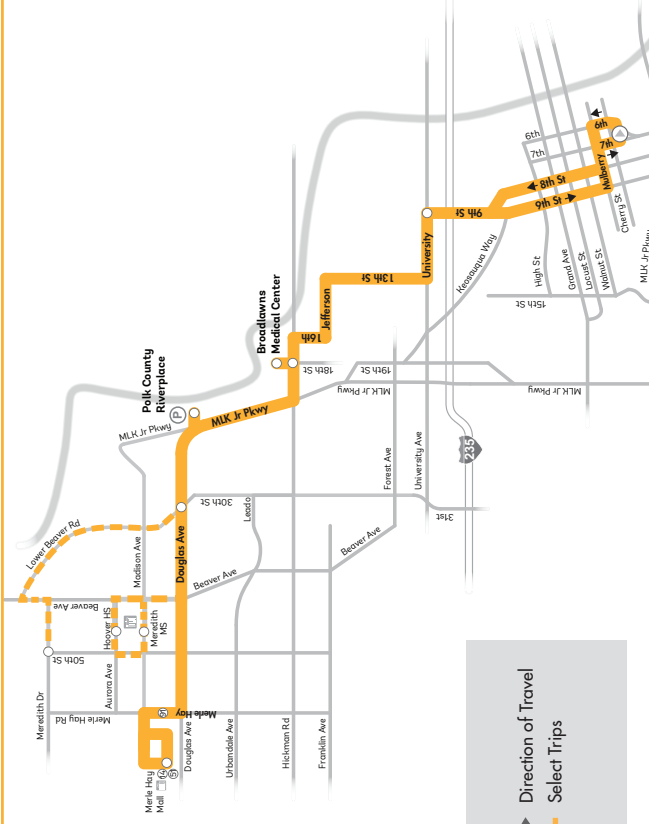 Meredith Dr
Lower Beaver Rd
Beaver Ave
50th St
Hoover HS
Meredith
MS
Aurora Ave
Merle Hay Rd
Madison Ave
MLK Jr Pkwy
P
Polk County
Riverplace
Douglas Ave
30th St
MLK Jr Pkwy
Merle Hay
Merle Hay
Mall
14
51
91
Douglas Ave
Urbandale Ave
Beaver Ave
Leado
Hickman Rd
Franklin Ave
Beaver Ave
Forest Ave
University Ave
31st
235
Broadlawns
Medical Center
16th
18th St
19th St
MLK Jr Pkwy
MLK Jr Pkwy
Jefferson
13th St
University
Keosauqua Way
9th St
15th St
8th St
9th St
6th
7th
6th
7th
Mulberry
Cherry St
High St
Grand Ave
Locust St
Walnut St
MLK Jr Pkwy
Direction of Travel
Select Trips